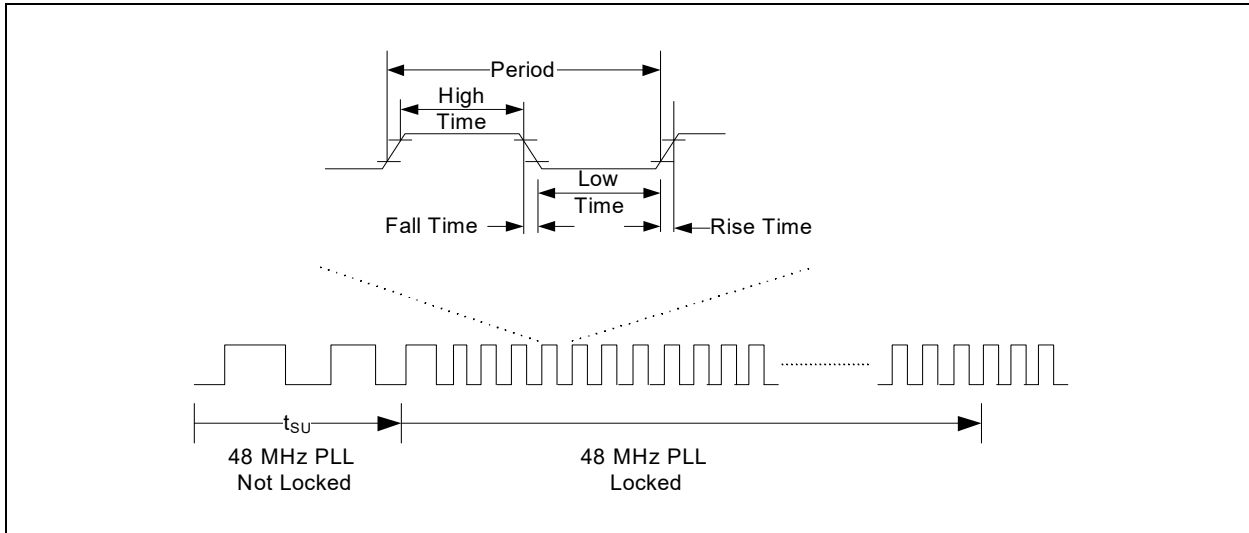 Period
High
Time
Low
Time
Fall Time
Rise Time
tSU
48 MHz PLL
Not Locked
48 MHz PLL
Locked